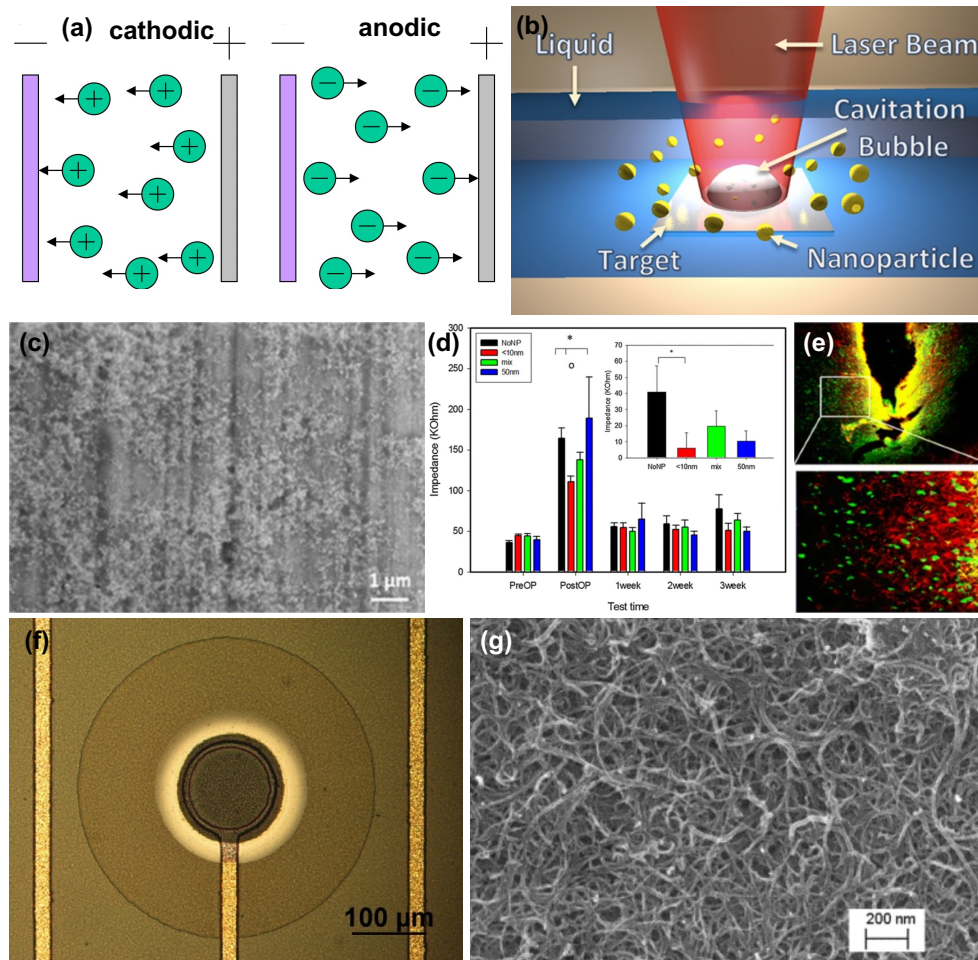 (a) cathodic
anodic
(b)
Liquid
Laser Beam
Cavitation
Bubble
Target
Nanoparticle
(c)
1 μm
(d)
NoNP
<10nm
mix
50nm
*
o
Impedance (KOhm)
300
250
200
150
100
50
0
PreOP
PostOP
1week
2week
3week
Test time
*
Impedance (KOhm)
70
60
50
40
30
20
10
0
NoNP
<10nm
mix
50nm
(e)
(f)
100 μm
(g)
200 nm